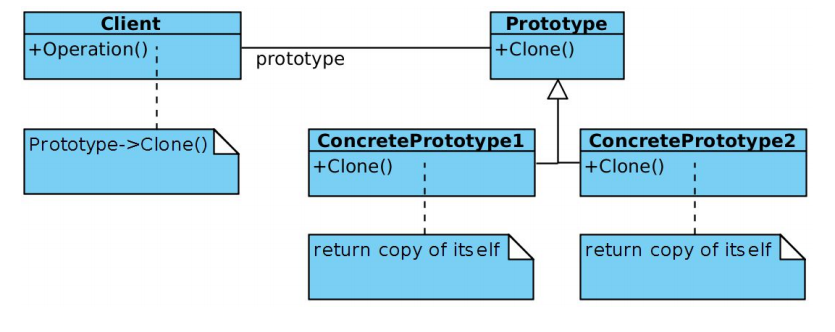 Client
+Operation()
prototype
Prototype
+Clone()
Prototype->Clone()
ConcretePrototype1
+Clone()
ConcretePrototype2
+Clone()
return copy of itself
return copy of itself